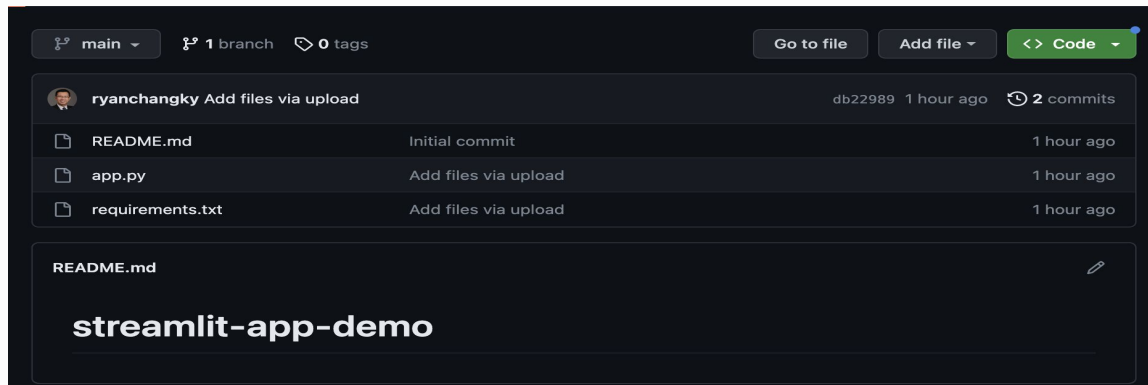 main 1 branch 0 tags Go to file Add file <> Code
ryanchangky Add files via upload db22989 1 hour ago 2 commits
README.md Initial commit 1 hour ago
app.py Add files via upload 1 hour ago
requirements.txt Add files via upload 1 hour ago
README.md
streamlit-app-demo